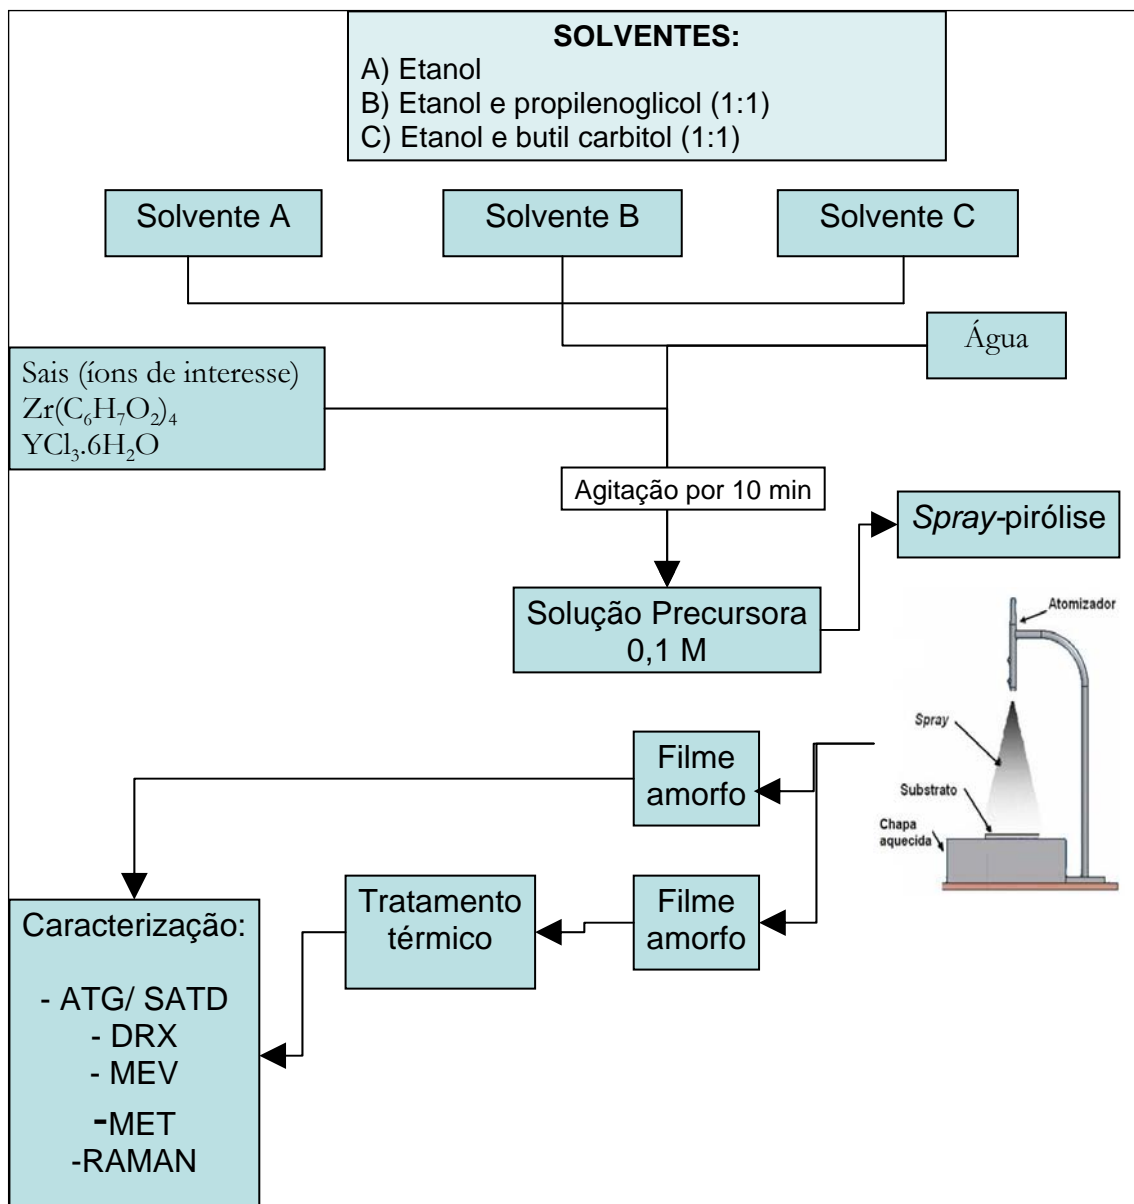 SOLVENTES:
A) Etanol
B) Etanol e propilenoglicol (1:1)
C) Etanol e butil carbitol (1:1)
Solvente A
Solvente B
Solvente C
Água
Sais (íons de interesse)
Zr(C₆H₇O₂)₄
YCl₃.6H₂O
Agitação por 10 min
Spray-pirólise
Solução Precursora
0,1 M
Atomizador
Spray
Substrato
Chapa
aquecida
Filme
amorfo
Filme
amorfo
Tratamento
térmico
Caracterização:
- ATG/ SATD
- DRX
- MEV
-MET
-RAMAN